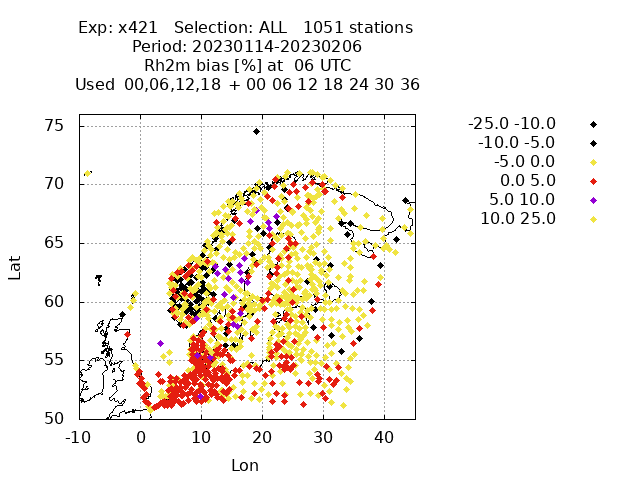 Exp: x421 Selection: ALL 1051 stations
Period: 20230114-20230206
Rh2m bias [%] at 06 UTC
Used 00,06,12,18 + 00 06 12 18 24 30 36
-25.0 -10.0
-10.0 -5.0
-5.0 0.0
0.0 5.0
5.0 10.0
10.0 25.0
75
70
65
60
55
50
Lat
-10 0 10 20 30 40
Lon